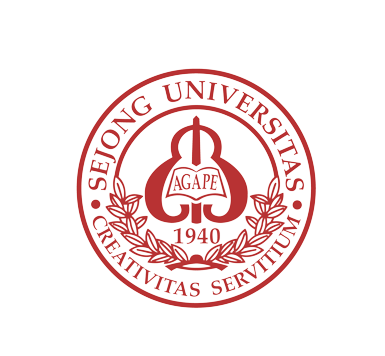 SEJONG UNIVERSITAS
AGAPE
1940
CREATIVITAS SERVITIUM